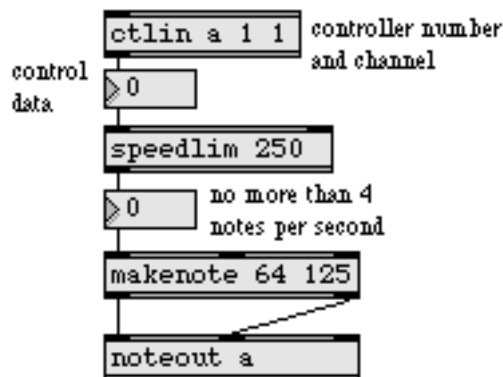 ctlin a 1 1
controller number
and channel
control
data
0
speedlim 250
0
no more than 4
notes per second
makenote 64 125
noteout a